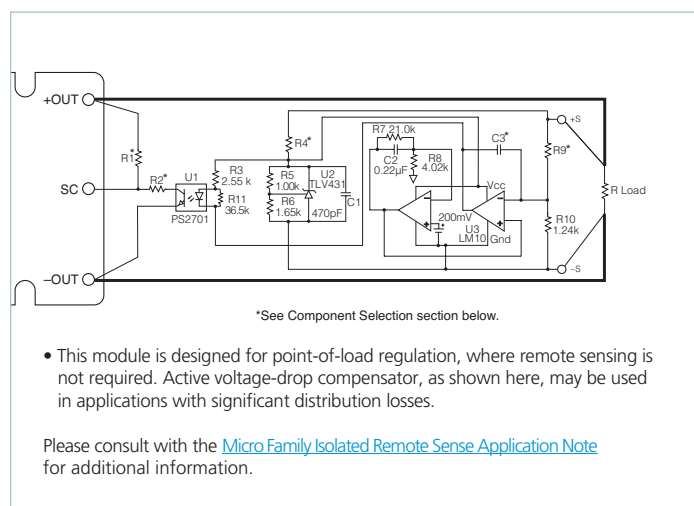 +OUT
SC
–OUT
R1*
R2*
U1
PS2701
R3
2.55 k
R11
36.5k
R4*
R5
1.00k
R6
1.65k
U2
TLV431
470pF
C1
R7 21.0k
C2
0.22µF
R8
4.02k
C3*
Vcc
200mV
U3
LM10
Gnd
R9*
R10
1.24k
+S
–S
R Load
*See Component Selection section below.
• This module is designed for point-of-load regulation, where remote sensing is
not required. Active voltage-drop compensator, as shown here, may be used
in applications with significant distribution losses.
Please consult with the Micro Family Isolated Remote Sense Application Note
for additional information.